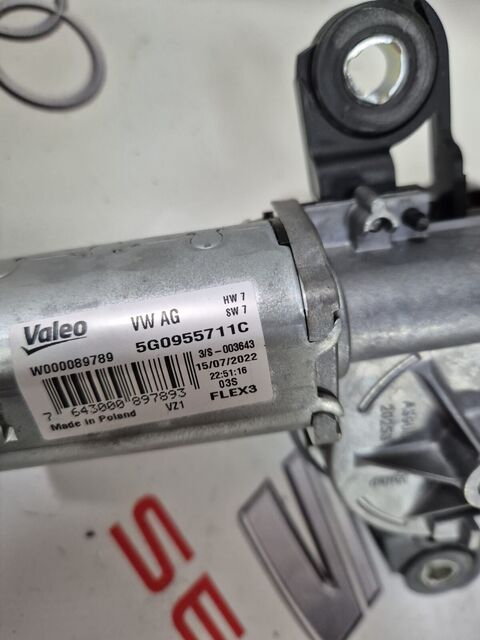 Valeo
VW AG
HW 7
SW 7
W000089789
5G0955711C
3/S-003643
15/07/2022
22:51:16
03S
FLEX3
7 643000 897893
VZ1
Made in Poland
SE